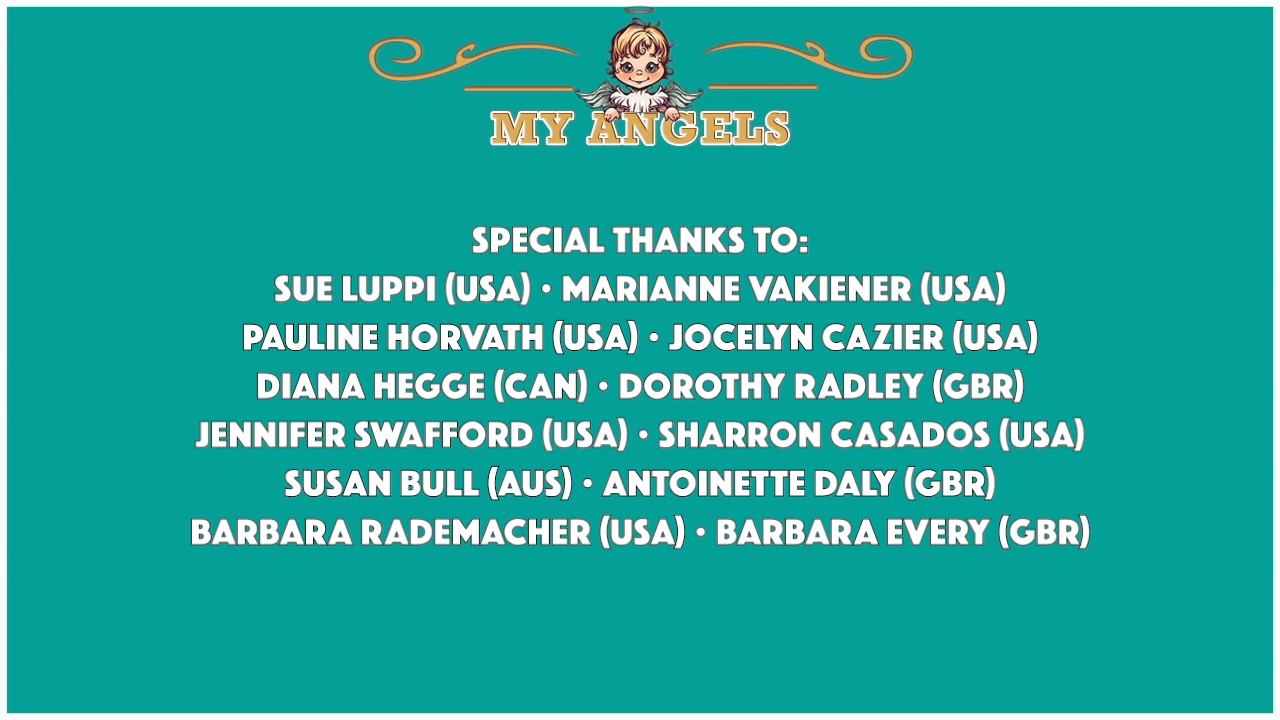 MY ANGELS
SPECIAL THANKS TO:
SUE LUPPI (USA) • MARIANNE VAKIENER (USA)
PAULINE HORVATH (USA) • JOCELYN CAZIER (USA)
DIANA HEGGE (CAN) • DOROTHY RADLEY (GBR)
JENNIFER SWAFFORD (USA) • SHARRON CASADOS (USA)
SUSAN BULL (AUS) • ANTOINETTE DALY (GBR)
BARBARA RADEMACHER (USA) • BARBARA EVERY (GBR)